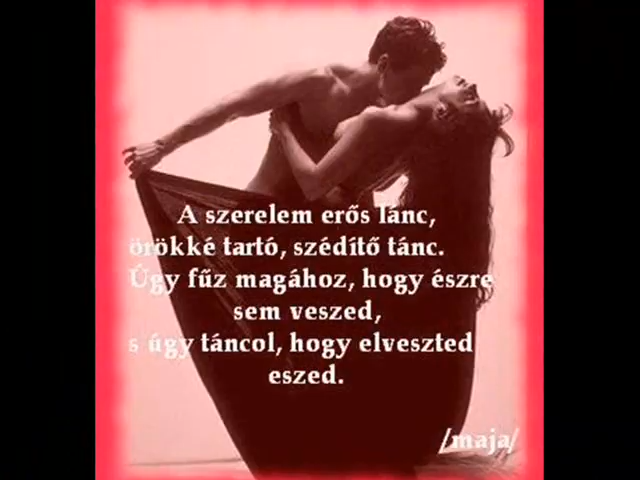 A szerelem erős lánc,
örökké tartó, szédítő tánc.
Úgy fűz magához, hogy észre
sem veszed,
s úgy táncol, hogy elveszted
eszed.
/maja/